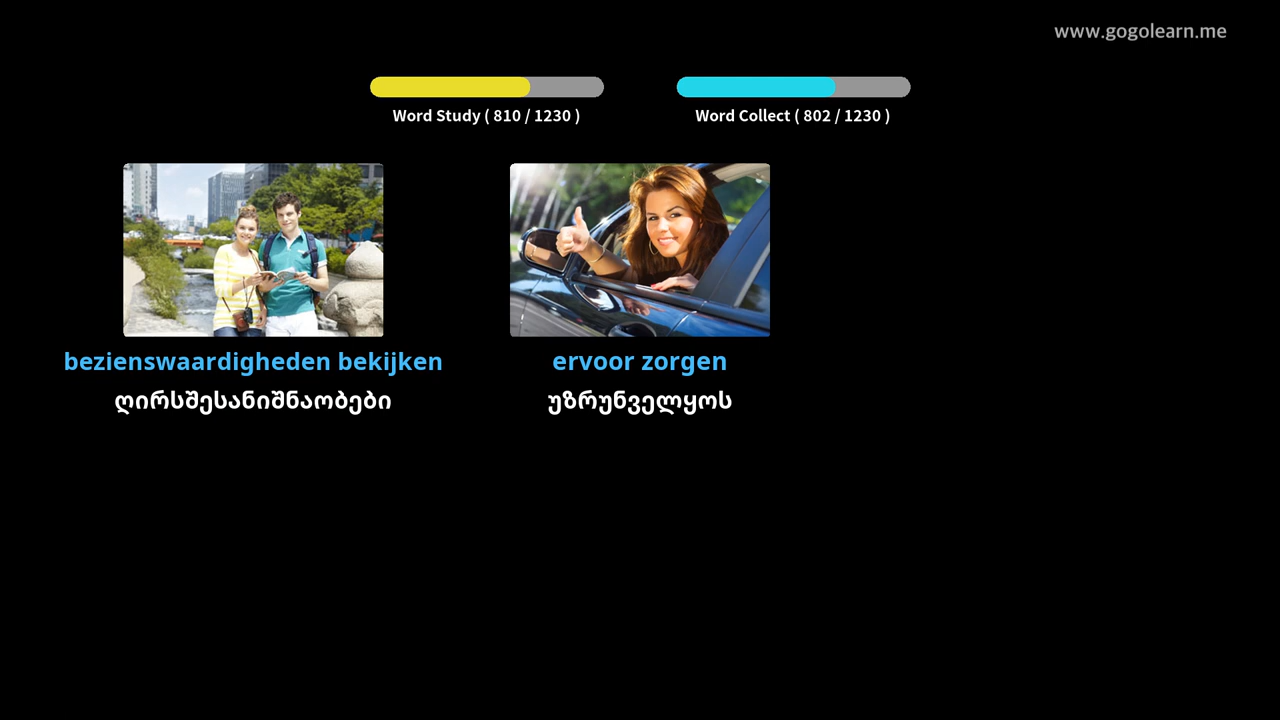 www.gogolearn.me
Word Study ( 810 / 1230 )
Word Collect ( 802 / 1230 )
bezienswaardigheden bekijken
ღირსშესანიშნაობები
ervoor zorgen
უზრუნველყოს